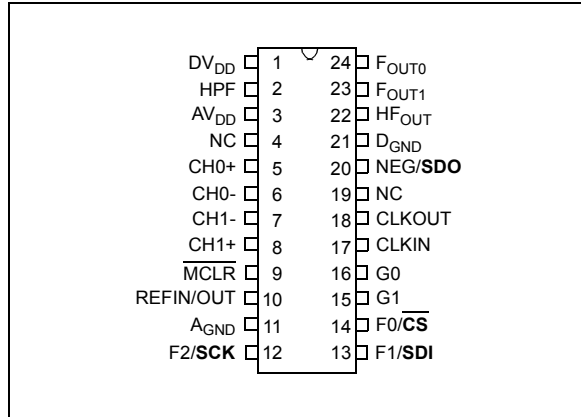 DVDD 1 24 FOUT0
HPF 2 23 FOUT1
AVDD 3 22 HFOUT
NC 4 21 DGND
CH0+ 5 20 NEG/SDO
CH0- 6 19 NC
CH1- 7 18 CLKOUT
CH1+ 8 17 CLKIN
MCLR 9 16 G0
REFIN/OUT 10 15 G1
AGND 11 14 F0/CS
F2/SCK 12 13 F1/SDI